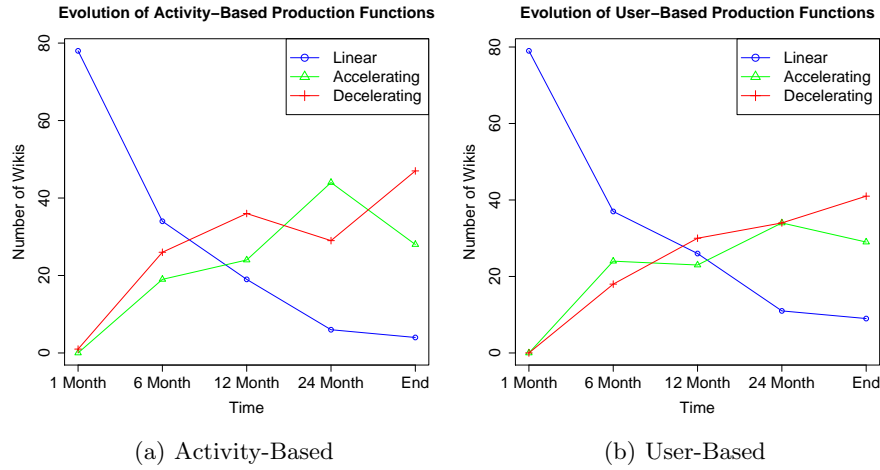 Evolution of Activity−Based Production Functions
Number of Wikis
80
60
40
20
0
Linear
Accelerating
Decelerating
1 Month
6 Month
12 Month
24 Month
End
Time
(a) Activity-Based
Evolution of User−Based Production Functions
Number of Wikis
80
60
40
20
0
Linear
Accelerating
Decelerating
1 Month
6 Month
12 Month
24 Month
End
Time
(b) User-Based